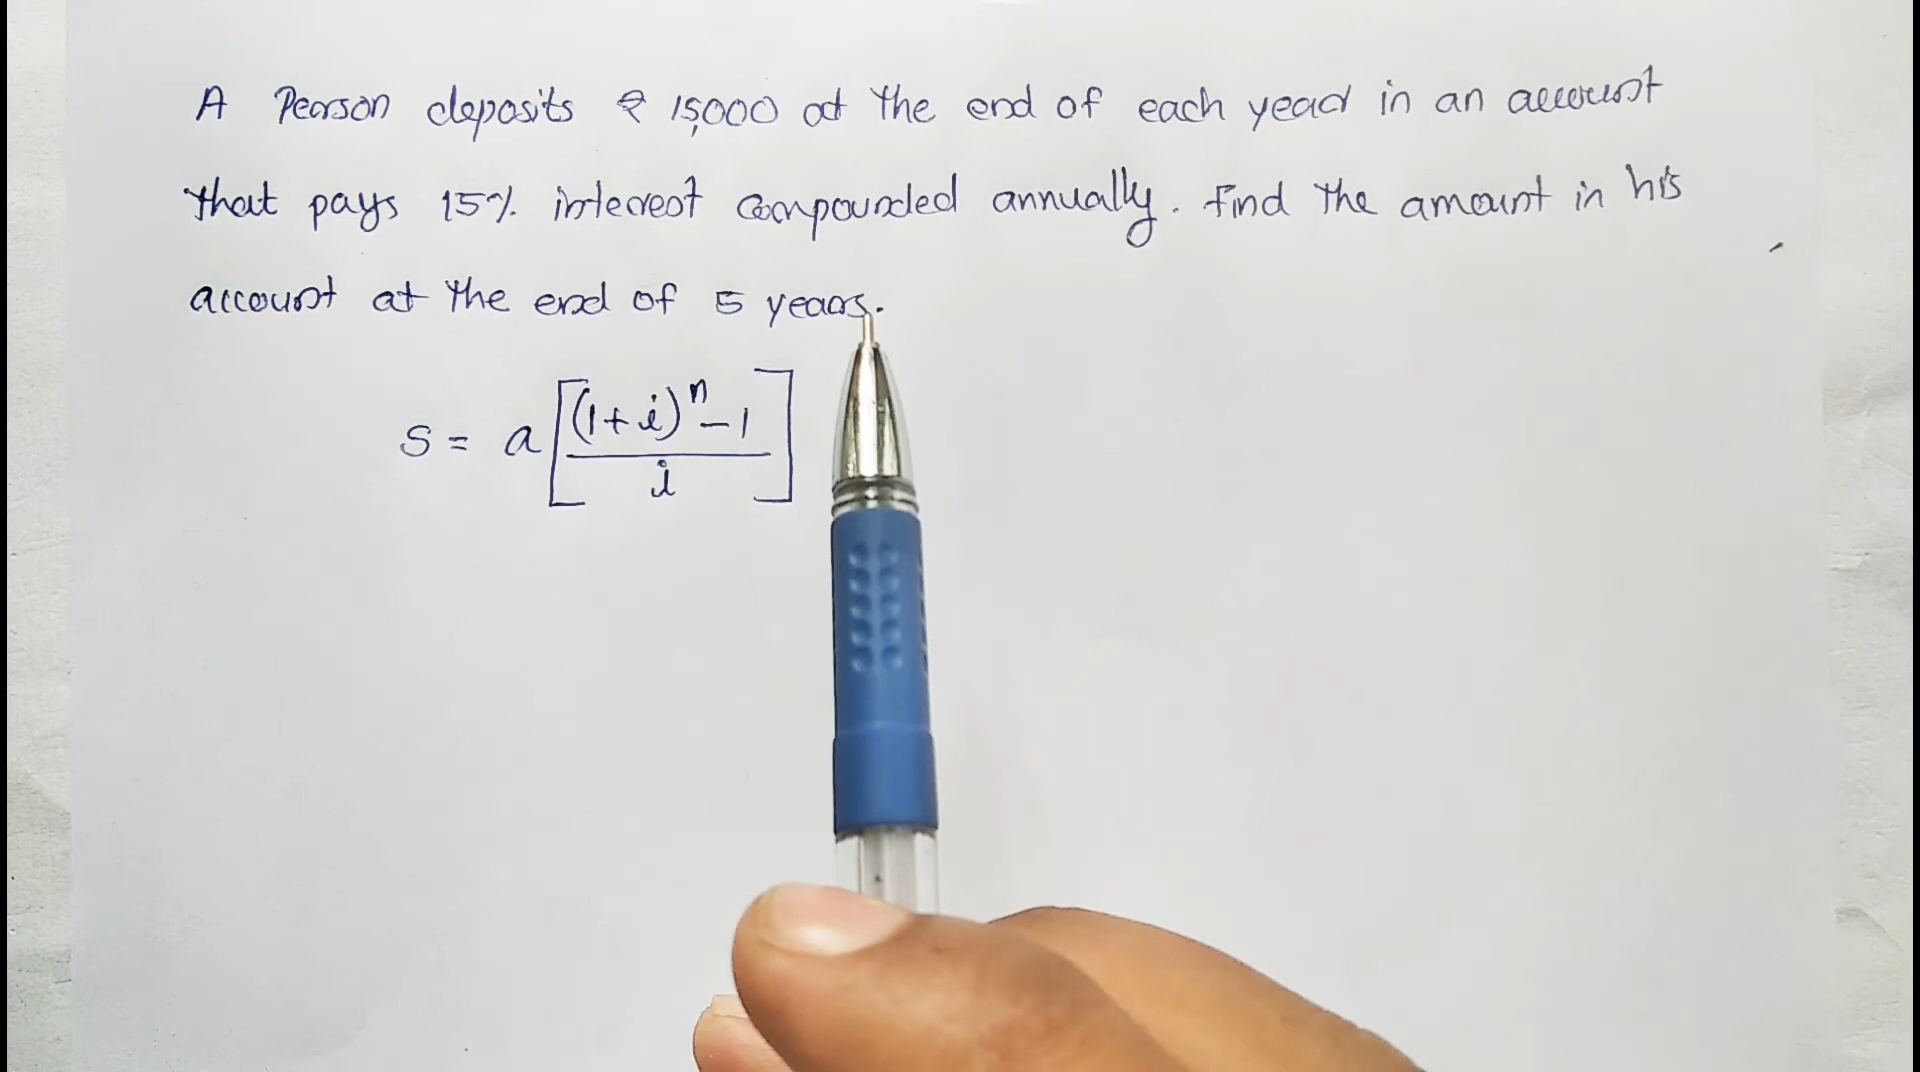 A Person deposits ₹ 15,000 at the end of each year in an account
that pays 15% interest compounded annually. Find the amount in his
account at the end of 5 years.
S = a[((1+i)^n - 1)/i]